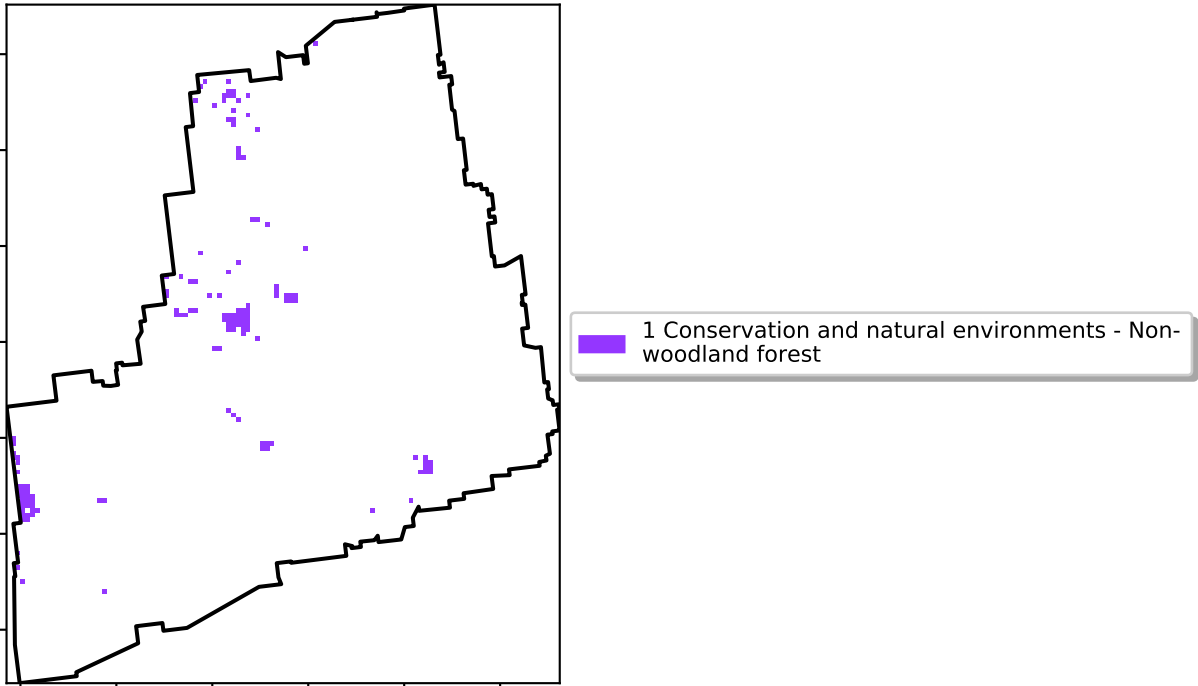 1 Conservation and natural environments - Non-
woodland forest